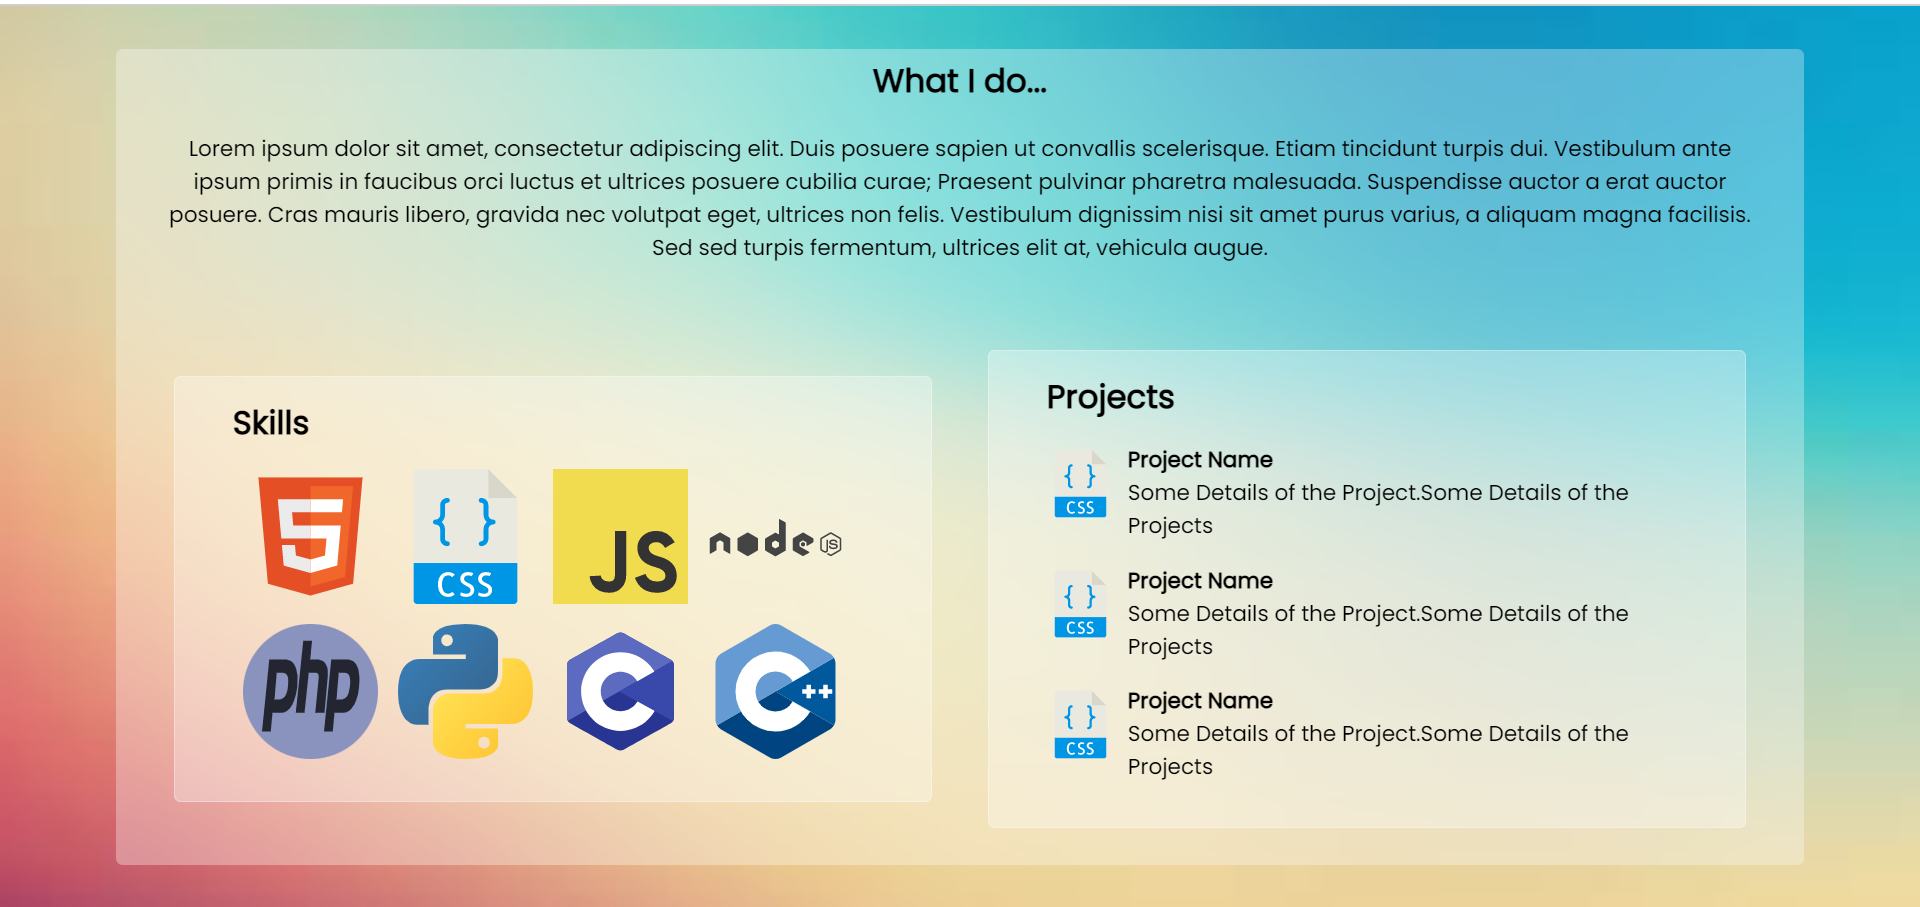 What I do...
Lorem ipsum dolor sit amet, consectetur adipiscing elit. Duis posuere sapien ut convallis scelerisque. Etiam tincidunt turpis dui. Vestibulum ante
ipsum primis in faucibus orci luctus et ultrices posuere cubilia curae; Praesent pulvinar pharetra malesuada. Suspendisse auctor a erat auctor
posuere. Cras mauris libero, gravida nec volutpat eget, ultrices non felis. Vestibulum dignissim nisi sit amet purus varius, a aliquam magna facilisis.
Sed sed turpis fermentum, ultrices elit at, vehicula augue.
Skills
5
{ }
CSS
JS
node JS
php
C
C++
Projects
{ }
CSS
Project Name
Some Details of the Project.Some Details of the
Projects
{ }
CSS
Project Name
Some Details of the Project.Some Details of the
Projects
{ }
CSS
Project Name
Some Details of the Project.Some Details of the
Projects